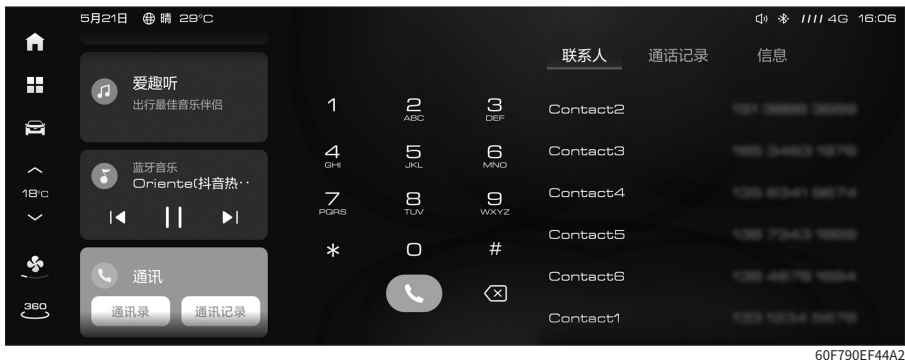 5月21日 晴 29°C
4G 16:06
爱趣听
出行最佳音乐伴侣
蓝牙音乐
Oriente(抖音热··
通讯
通讯录 通讯记录
18°C
360
1
2 ABC
3 DEF
4 GHI
5 JKL
6 MNO
7 PQRS
8 TUV
9 WXYZ
*
0
#
联系人 通话记录 信息
Contact2
Contact3
Contact4
Contact5
Contact6
Contact1
60F790EF44A2